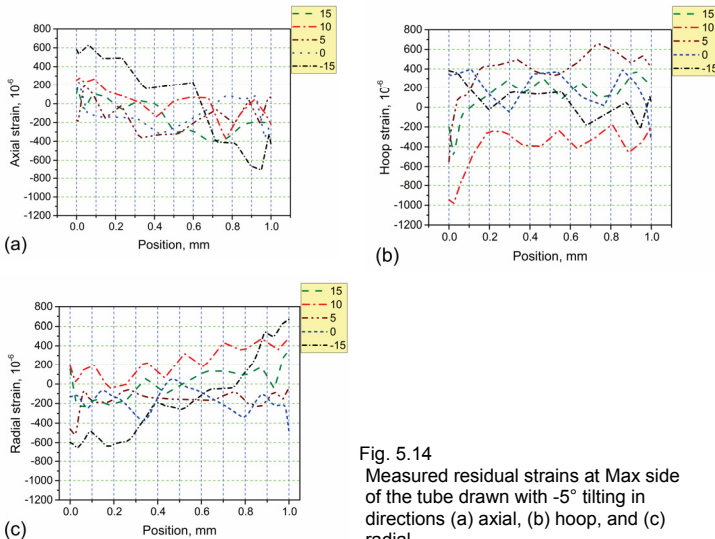 800
600
400
200
0
-200
-400
-600
-800
-1000
-1200
Axial strain, 10⁻⁶
0.0 0.2 0.4 0.6 0.8 1.0
Position, mm
15
10
5
0
-15
(a)
800
600
400
200
0
-200
-400
-600
-800
-1000
-1200
Hoop strain, 10⁻⁶
0.0 0.2 0.4 0.6 0.8 1.0
Position, mm
15
10
5
0
-15
(b)
800
600
400
200
0
-200
-400
-600
-800
-1000
-1200
Radial strain, 10⁻⁶
0.0 0.2 0.4 0.6 0.8 1.0
Position, mm
15
10
5
0
-15
(c)
Fig. 5.14
Measured residual strains at Max side
of the tube drawn with -5° tilting in
directions (a) axial, (b) hoop, and (c)
radial